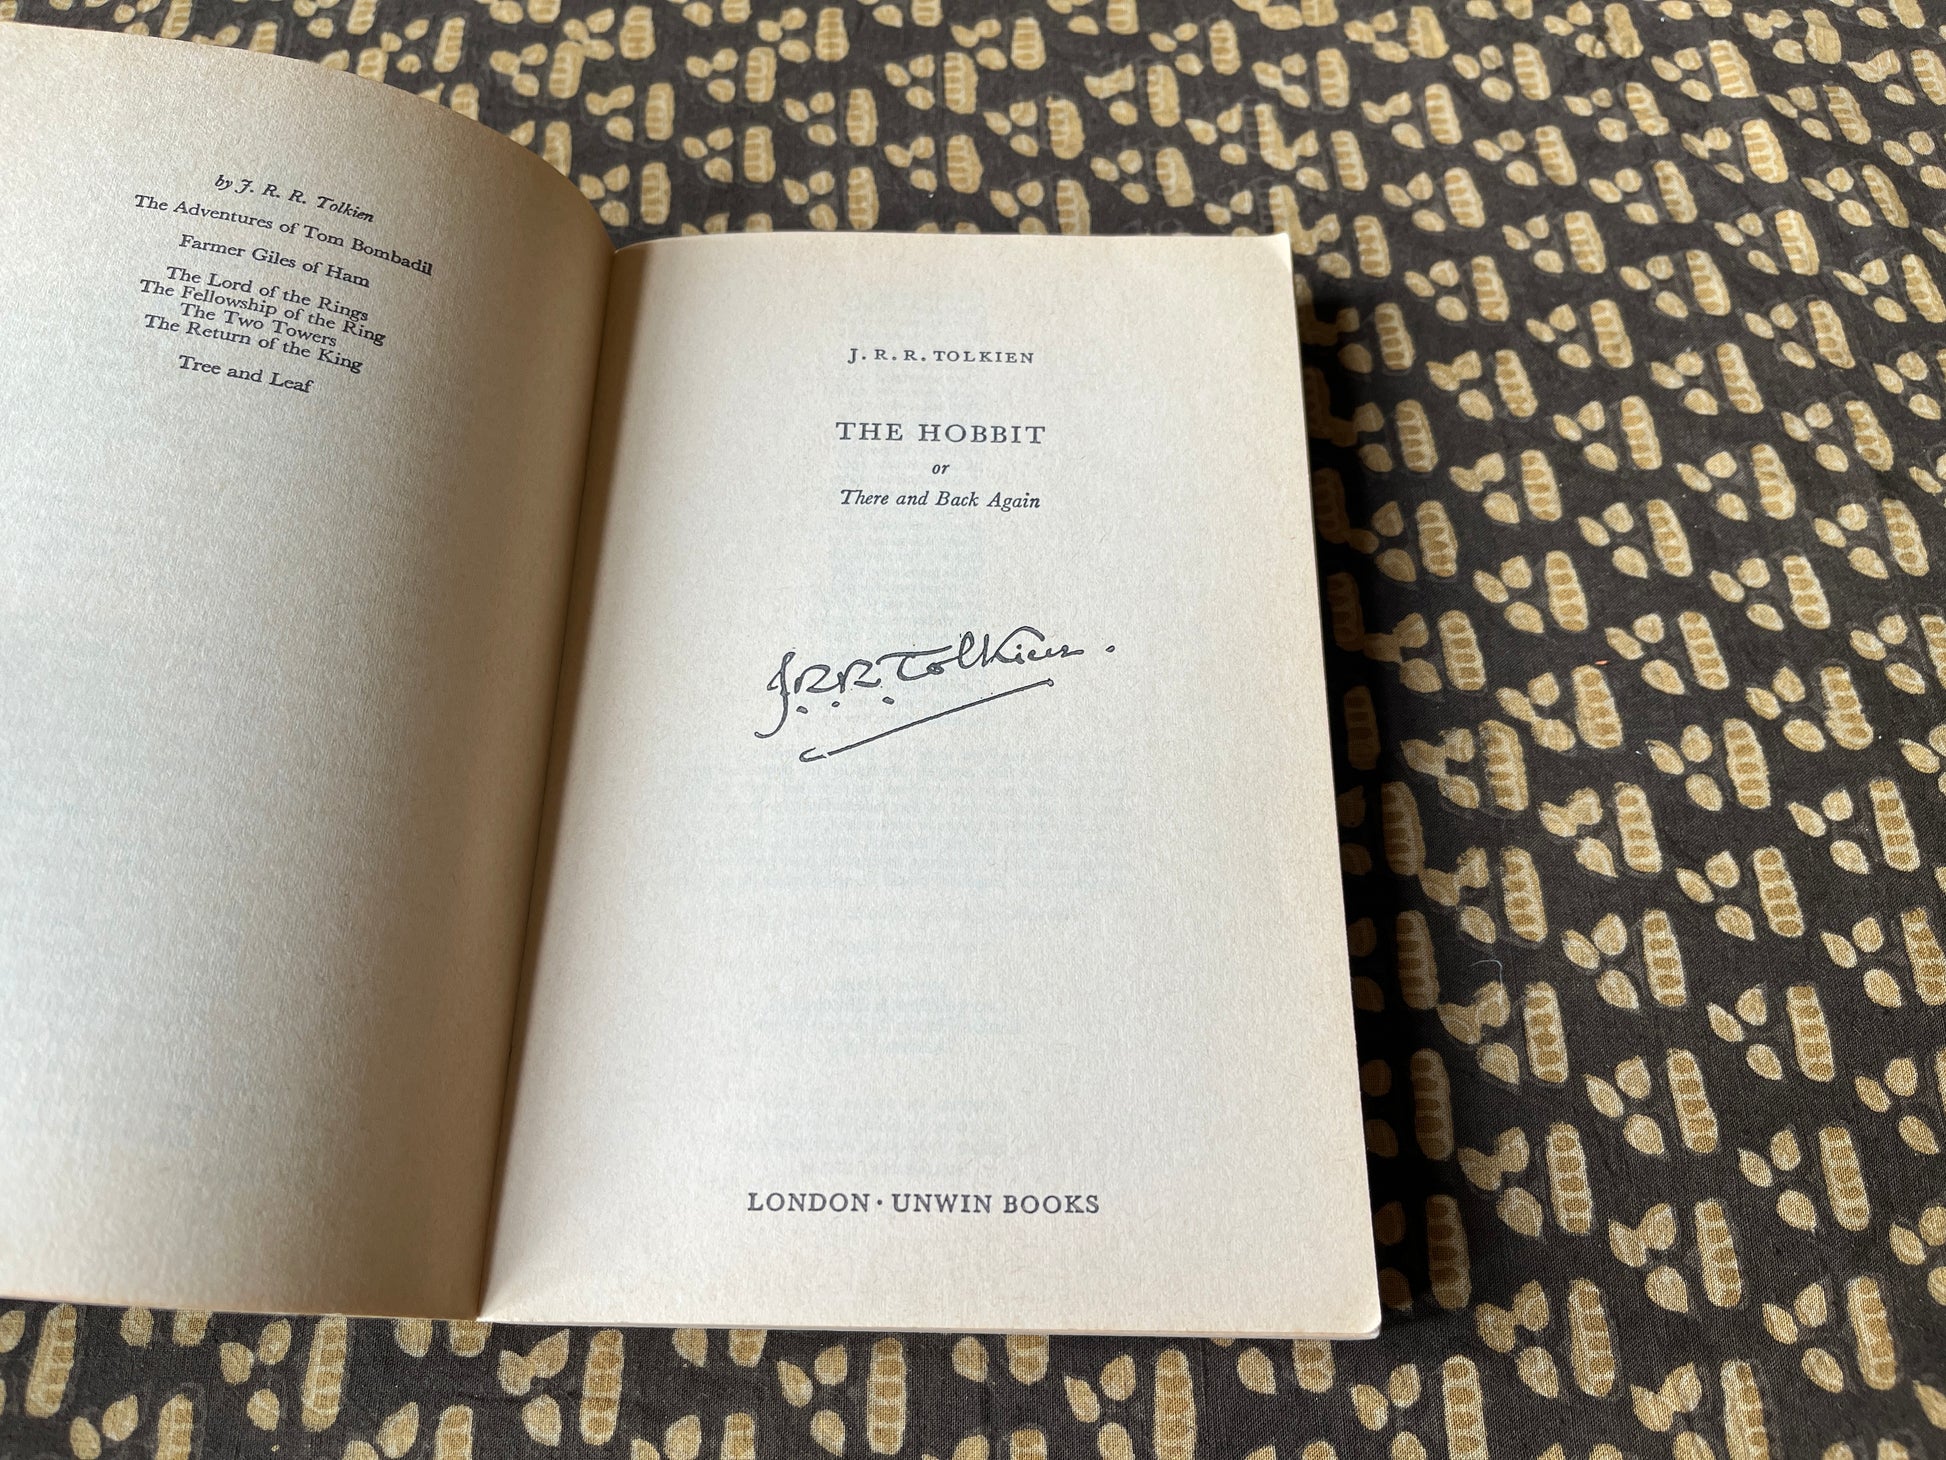 by J. R. R. Tolkien
The Adventures of Tom Bombadil
Farmer Giles of Ham
The Lord of the Rings
The Fellowship of the Ring
The Two Towers
The Return of the King
Tree and Leaf
J. R. R. TOLKIEN
THE HOBBIT
or
There and Back Again
J.R.R. Tolkien.
LONDON · UNWIN BOOKS